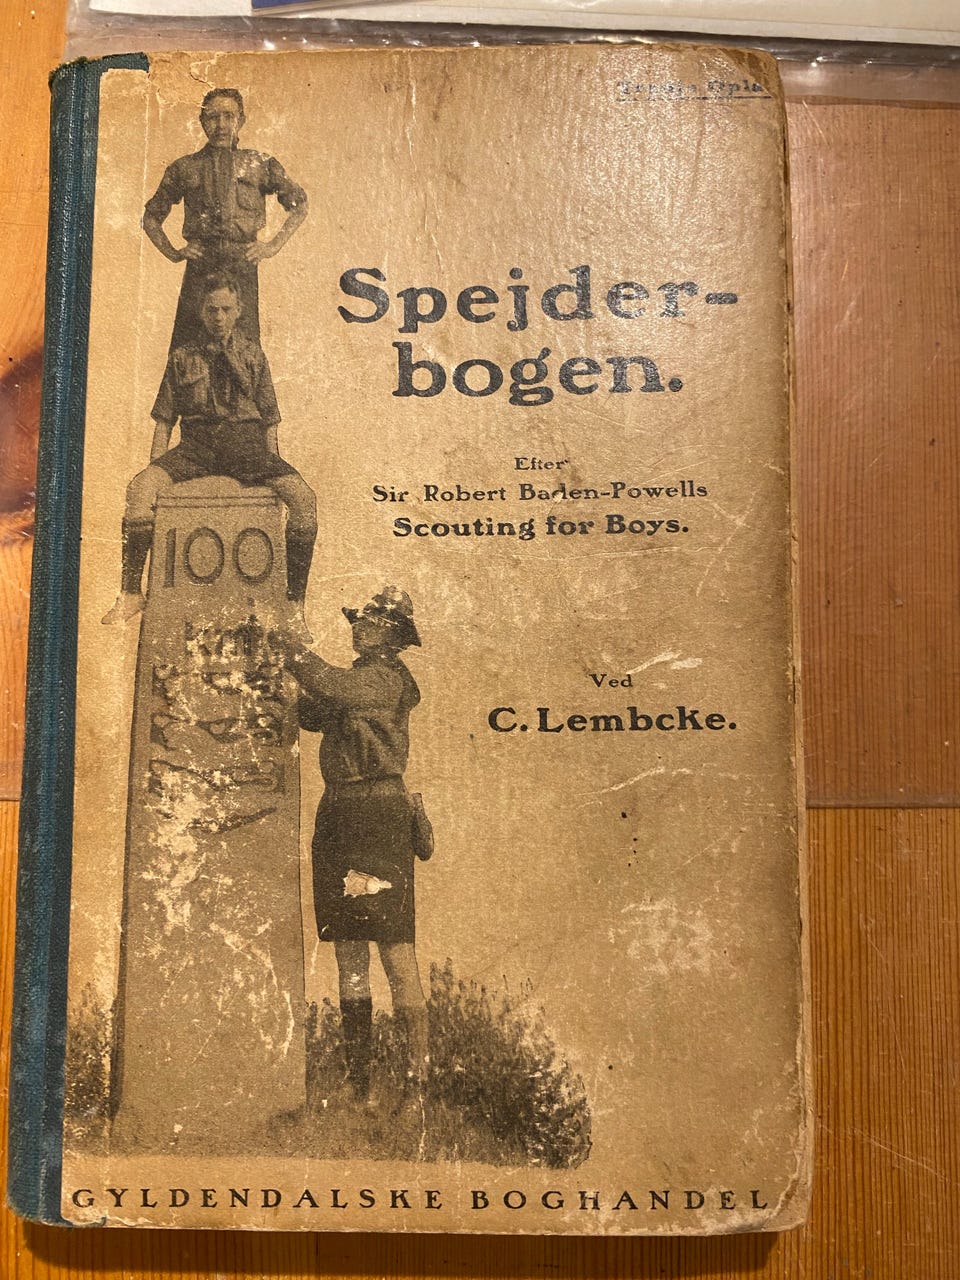 Spejder-
bogen.
Efter
Sir Robert Baden-Powells
Scouting for Boys.
100
Ved
C. Lembcke.
GYLDENDALSKE BOGHANDEL